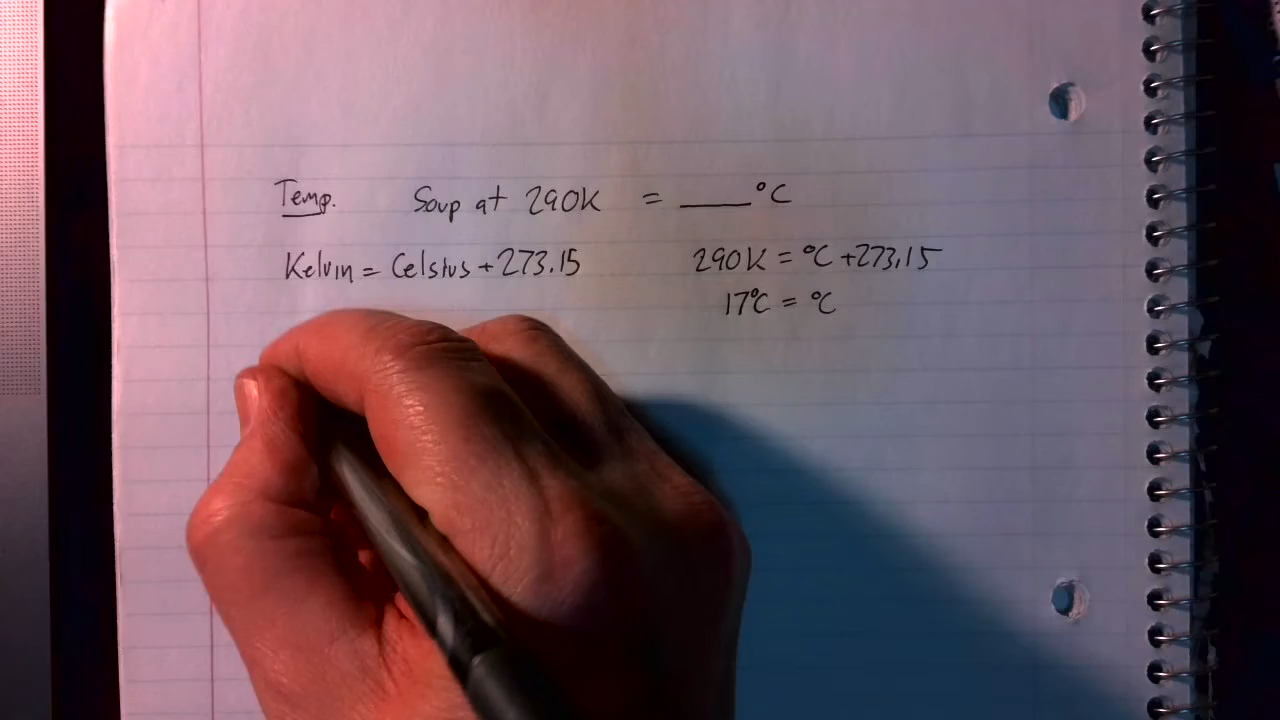 Temp. Soup at 290K = ____ °C
Kelvin = Celsius + 273.15 290K = °C + 273.15
17°C = °C